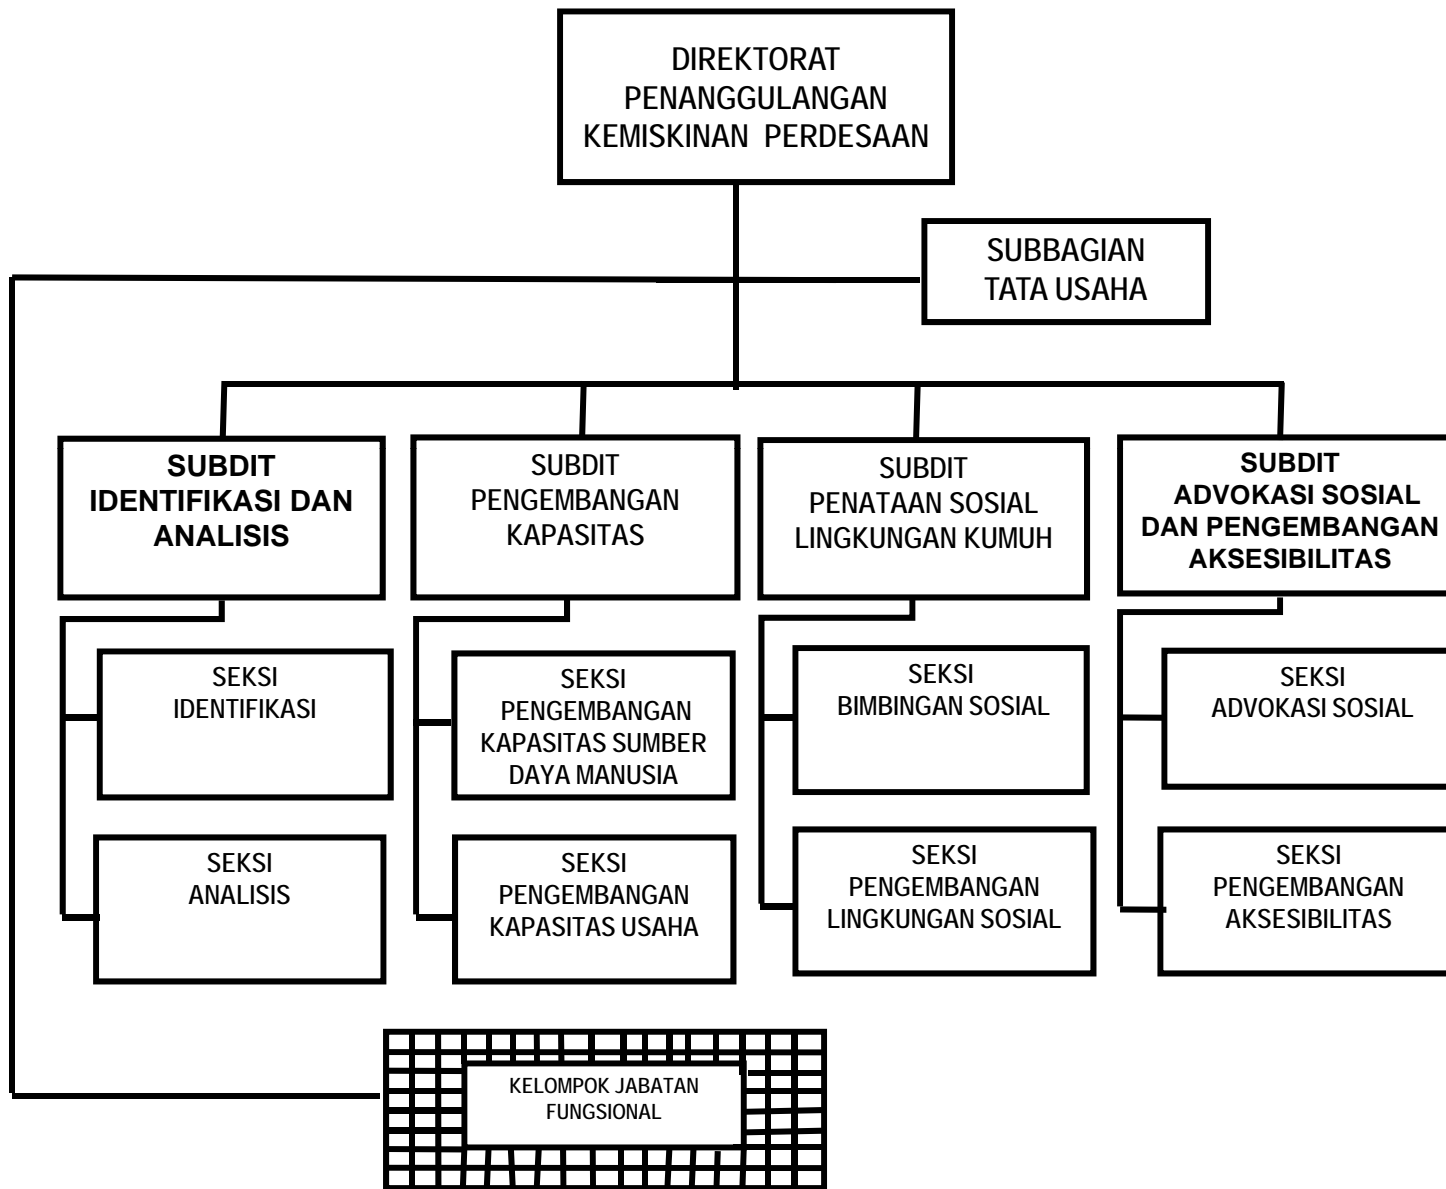 DIREKTORAT
PENANGGULANGAN
KEMISKINAN PERDESAAN
SUBBAGIAN
TATA USAHA
SUBDIT
IDENTIFIKASI DAN
ANALISIS
SUBDIT
PENGEMBANGAN
KAPASITAS
SUBDIT
PENATAAN SOSIAL
LINGKUNGAN KUMUH
SUBDIT
ADVOKASI SOSIAL
DAN PENGEMBANGAN
AKSESIBILITAS
SEKSI
IDENTIFIKASI
SEKSI
PENGEMBANGAN
KAPASITAS SUMBER
DAYA MANUSIA
SEKSI
BIMBINGAN SOSIAL
SEKSI
ADVOKASI SOSIAL
SEKSI
ANALISIS
SEKSI
PENGEMBANGAN
KAPASITAS USAHA
SEKSI
PENGEMBANGAN
LINGKUNGAN SOSIAL
SEKSI
PENGEMBANGAN
AKSESIBILITAS
KELOMPOK JABATAN
FUNGSIONAL